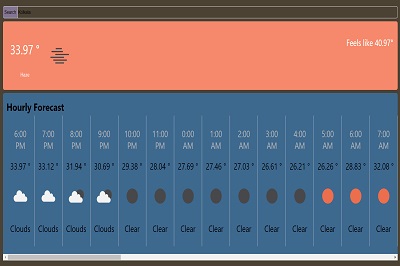 Search
33.97 °
Feels like 40.97°
Haze
Hourly Forecast
6:00 PM 7:00 PM 8:00 PM 9:00 PM 10:00 PM 11:00 PM 0:00 AM 1:00 AM 2:00 AM 3:00 AM 4:00 AM 5:00 AM 6:00 AM 7:00 AM
33.97 ° 33.12 ° 31.94 ° 30.69 ° 29.38 ° 28.04 ° 27.69 ° 27.46 ° 27.03 ° 26.61 ° 26.21 ° 26.26 ° 28.83 ° 32.08 °
Clouds Clouds Clouds Clouds Clear Clear Clear Clear Clear Clear Clear Clear Clear Clear